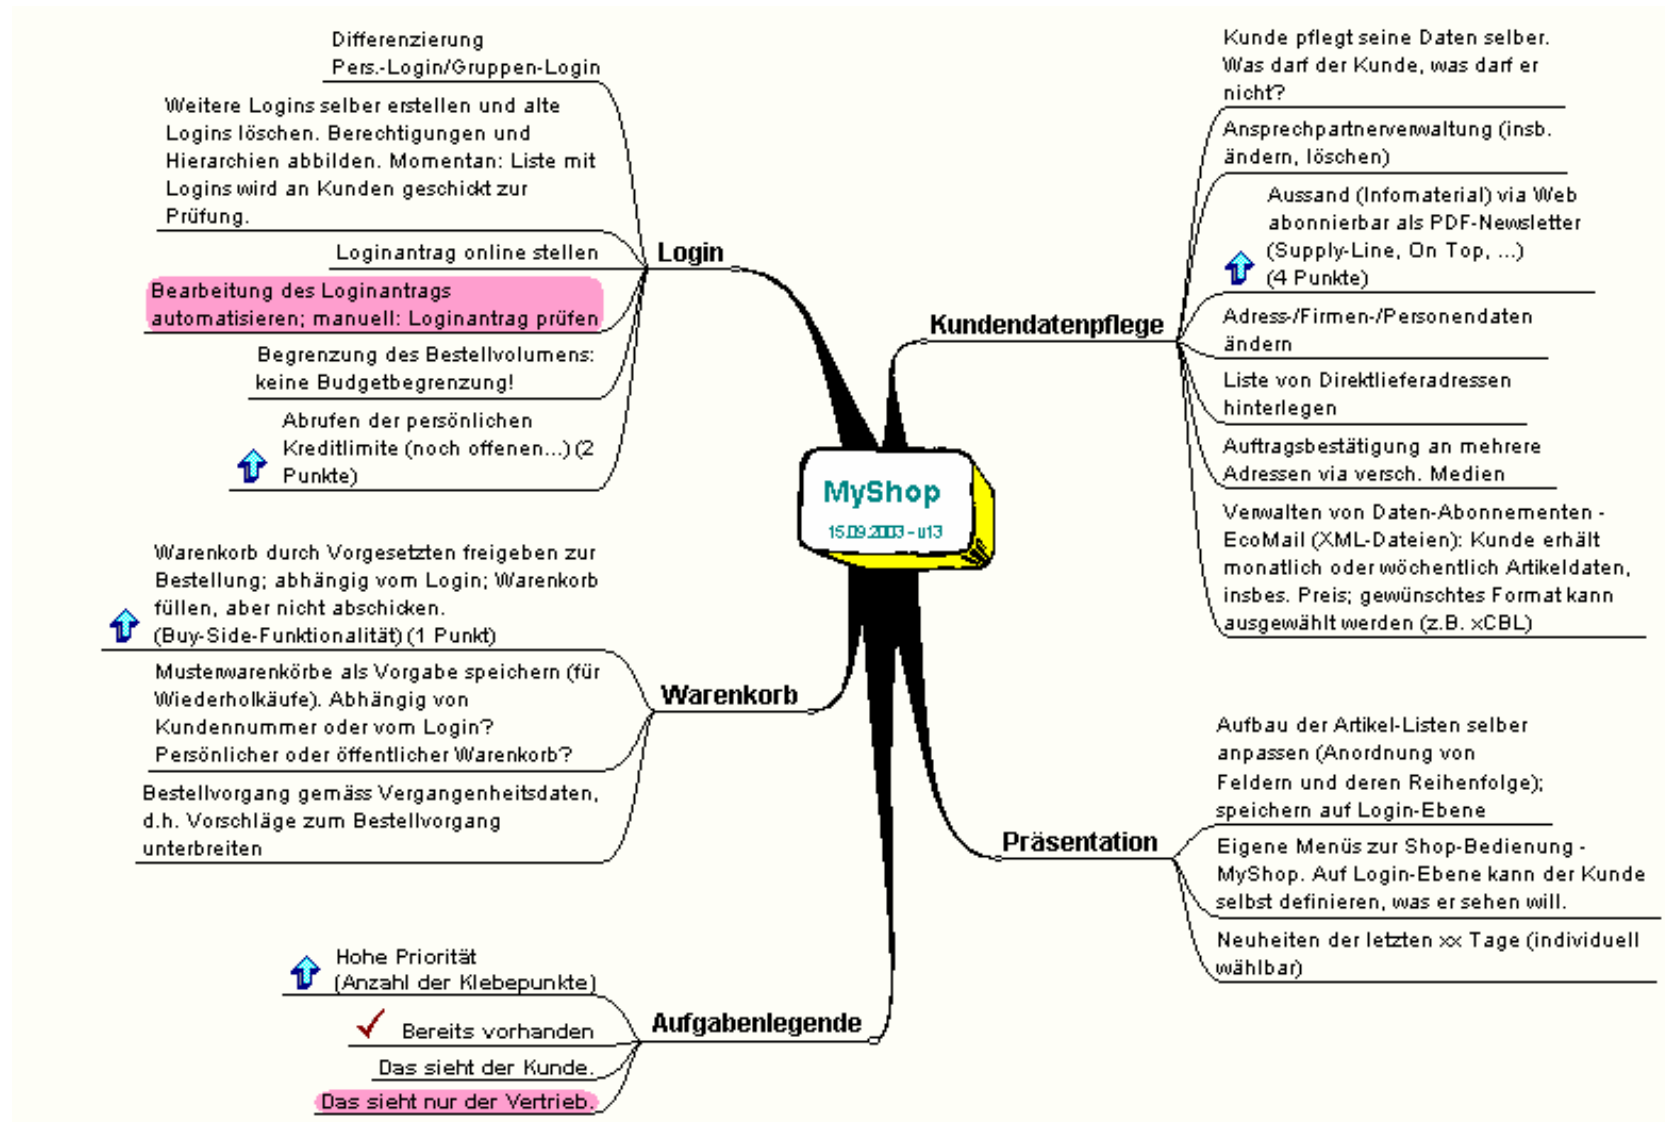 Differenzierung
Pers.-Login/Gruppen-Login
Weitere Logins selber erstellen und alte
Logins löschen. Berechtigungen und
Hierarchien abbilden. Momentan: Liste mit
Logins wird an Kunden geschickt zur
Prüfung.
Loginantrag online stellen
Bearbeitung des Loginantrags
automatisieren; manuell: Loginantrag prüfen
Begrenzung des Bestellvolumens:
keine Budgetbegrenzung!
Abrufen der persönlichen
Kreditlimite (noch offenen...) (2
Punkte)
Login
Warenkorb durch Vorgesetzten freigeben zur
Bestellung; abhängig vom Login; Warenkorb
füllen, aber nicht abschicken.
(Buy-Side-Funktionalität) (1 Punkt)
Musterwarenkörbe als Vorgabe speichern (für
Wiederholkäufe). Abhängig von
Kundennummer oder vom Login?
Persönlicher oder öffentlicher Warenkorb?
Bestellvorgang gemäss Vergangenheitsdaten,
d.h. Vorschläge zum Bestellvorgang
unterbreiten
Warenkorb
Hohe Priorität
(Anzahl der Klebepunkte)
Bereits vorhanden
Das sieht der Kunde.
Das sieht nur der Vertrieb.
Aufgabenlegende
MyShop
15.09.2003 - u13
Kundendatenpflege
Kunde pflegt seine Daten selber.
Was darf der Kunde, was darf er
nicht?
Ansprechpartnerverwaltung (insb.
ändern, löschen)
Aussand (Infomaterial) via Web
abonnierbar als PDF-Newsletter
(Supply-Line, On Top, ...)
(4 Punkte)
Adress-/Firmen-/Personendaten
ändern
Liste von Direktlieferadressen
hinterlegen
Auftragsbestätigung an mehrere
Adressen via versch. Medien
Verwalten von Daten-Abonnementen -
EcoMail (XML-Dateien): Kunde erhält
monatlich oder wöchentlich Artikeldaten,
insbes. Preis; gewünschtes Format kann
ausgewählt werden (z.B. xCBL)
Präsentation
Aufbau der Artikel-Listen selber
anpassen (Anordnung von
Feldern und deren Reihenfolge);
speichern auf Login-Ebene
Eigene Menüs zur Shop-Bedienung -
MyShop. Auf Login-Ebene kann der Kunde
selbst definieren, was er sehen will.
Neuheiten der letzten xx Tage (individuell
wählbar)